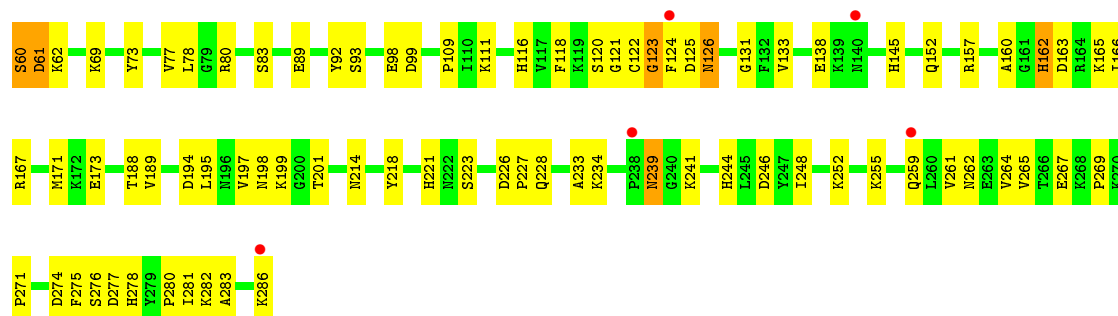 S60 D61 K62 K69 Y73 V77 L78 G79 R80 S83 E89 Y92 S93 E98 D99 P109 I110 K111 H116 V117 F118 K119 S120 G121 C122 G123 F124 D125 N126 G131 F132 V133 E138 K139 N140 H145 Q152 R157 A160 G161 H162 D163 R164 K165 I166
R167 M171 K172 E173 T188 V189 D194 L195 N196 V197 N198 K199 G200 T201 N214 Y218 H221 N222 S223 D226 P227 Q228 A233 K234 P238 N239 G240 K241 H244 L245 D246 Y247 I248 K252 K255 Q259 L260 V261 N262 E263 V264 V265 T266 E267 K268 P269 K270
P271 D274 F275 S276 D277 H278 Y279 P280 I281 K282 A283 K286